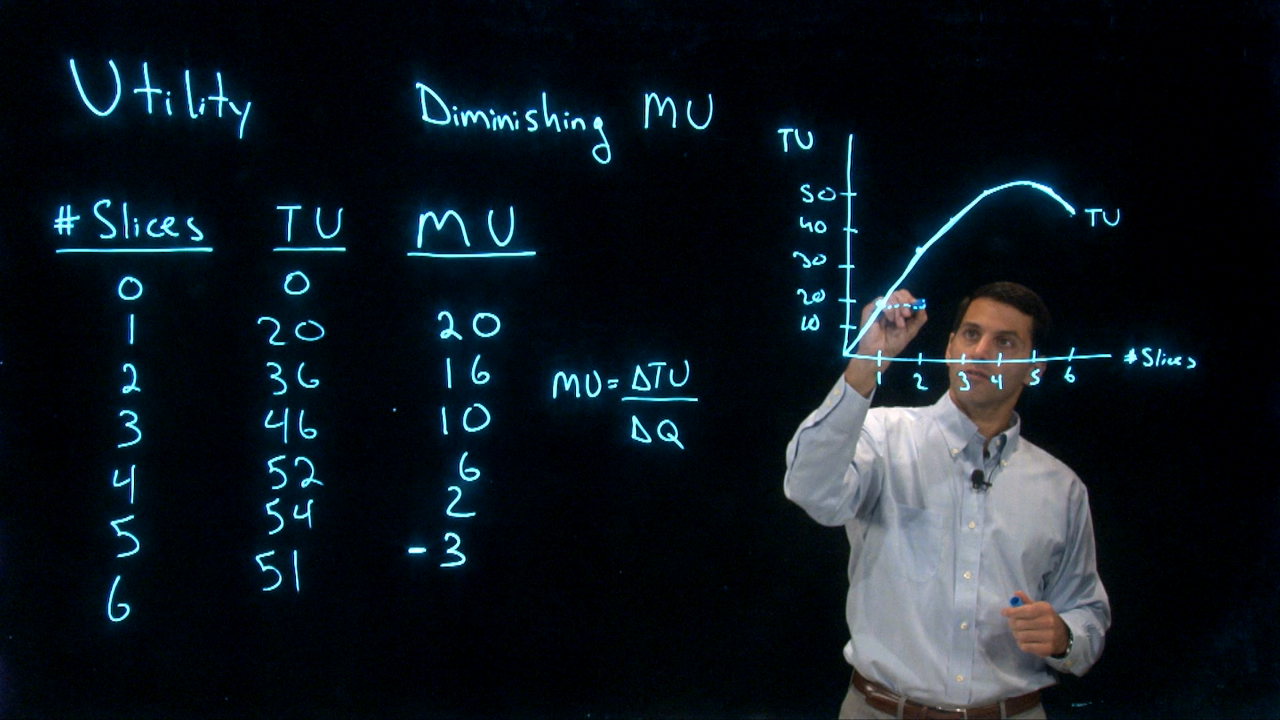 Utility
Diminishing MU
# Slices TU MU
0 0
1 20 20
2 36 16
3 46 10
4 52 6
5 54 2
6 51 - 3
MU = ΔTU
ΔQ
TU
50
40
30
20
10
TU
# Slices
1 2 3 4 5 6